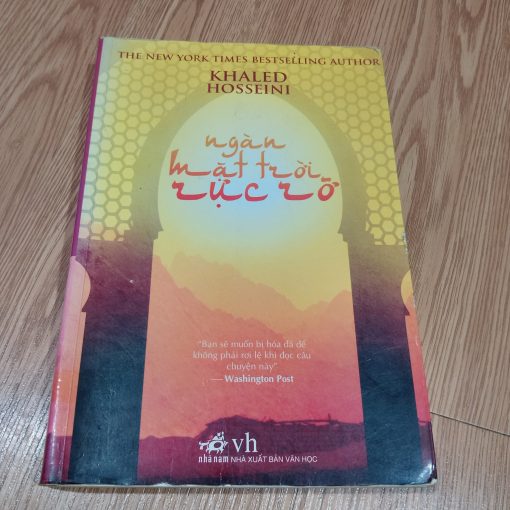 THE NEW YORK TIMES BESTSELLING AUTHOR
KHALED
HOSSEINI
ngàn
mặt trời
rực rỡ
“Bạn sẽ muốn bị hóa đá để
không phải rơi lệ khi đọc câu
chuyện này”
— Washington Post
nhã nam
vh
NHÀ XUẤT BẢN VĂN HỌC